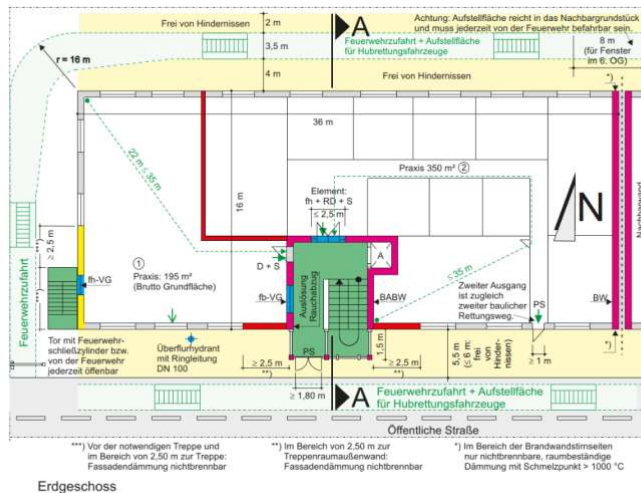 Frei von Hindernissen
2 m
A
Achtung: Aufstellfläche reicht in das Nachbargrundstück
und muss jederzeit von der Feuerwehr befahrbar sein.
3,5 m
Feuerwehrzufahrt + Aufstellfläche
für Hubrettungsfahrzeuge
8 m
(für Fenster
im 6. OG)
r = 16 m
4 m
Frei von Hindernissen
*)
36 m
22 m ≤ 35 m
16 m
Praxis 350 m² ②
Element:
fh + RD + S
≤ 2,5 m
N
Nachbarwand
***)
≥ 2,5 m
Feuerwehrzufahrt
fh-VG
① Praxis: 195 m²
(Brutto Grundfläche)
D + S
A
≤ 35 m
fb-VG
Auslösung
Rauchabzug
BABW
Zweiter Ausgang
ist zugleich
zweiter baulicher
Rettungsweg.
PS
BW
*)
Tor mit Feuerwehr-
schließzylinder bzw.
von der Feuerwehr
jederzeit öffenbar
Überflurhydrant
mit Ringleitung
DN 100
≥ 2,5 m
**)
PS
≥ 1,80 m
≥ 2,5 m
**)
1,5 m
5,5 m
(≤ 6 m:
frei
von
Hinder-
nissen)
≥ 1 m
A
Feuerwehrzufahrt + Aufstellfläche
für Hubrettungsfahrzeuge
Öffentliche Straße
***) Vor der notwendigen Treppe und
im Bereich von 2,50 m zur Treppe:
Fassadendämmung nichtbrennbar
**) Im Bereich von 2,50 m zur
Treppenraumaußenwand:
Fassadendämmung nichtbrennbar
*) Im Bereich der Brandwandstirnseiten
nur nichtbrennbare, raumbeständige
Dämmung mit Schmelzpunkt > 1000 °C
Erdgeschoss